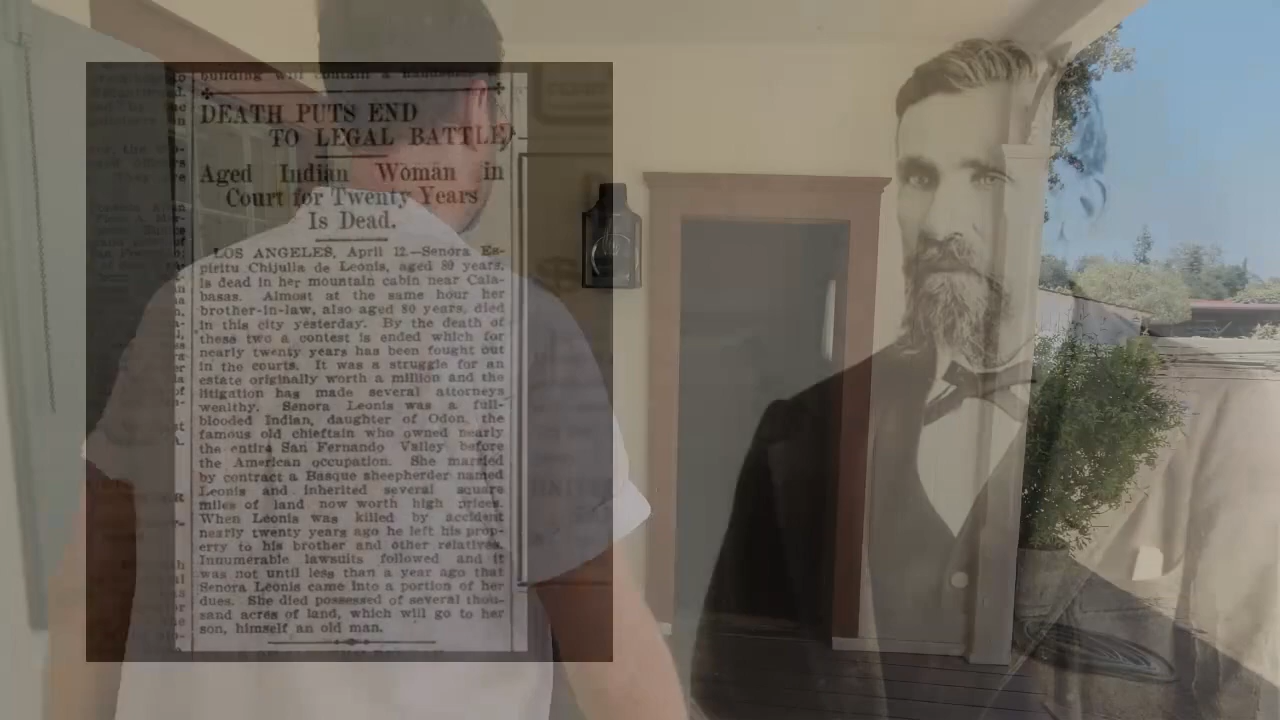 building will contain a handsome
DEATH PUTS END
TO LEGAL BATTLE
Aged Indian Woman in
Court for Twenty Years
Is Dead.
LOS ANGELES, April 12.—Senora Es-
piritu Chijulla de Leonis, aged 80 years,
is dead in her mountain cabin near Cala-
basas. Almost at the same hour her
brother-in-law, also aged 80 years, died
in this city yesterday. By the death of
these two a contest is ended which for
nearly twenty years has been fought out
in the courts. It was a struggle for an
estate originally worth a million and the
litigation has made several attorneys
wealthy. Senora Leonis was a full-
blooded Indian, daughter of Odon, the
famous old chieftain who owned nearly
the entire San Fernando Valley before
the American occupation. She married
by contract a Basque sheepherder named
Leonis and inherited several square
miles of land now worth high prices.
When Leonis was killed by accident
nearly twenty years ago he left his prop-
erty to his brother and other relatives.
Innumerable lawsuits followed and it
was not until less than a year ago that
Senora Leonis came into a portion of her
dues. She died possessed of several thou-
sand acres of land, which will go to her
son, himself an old man.